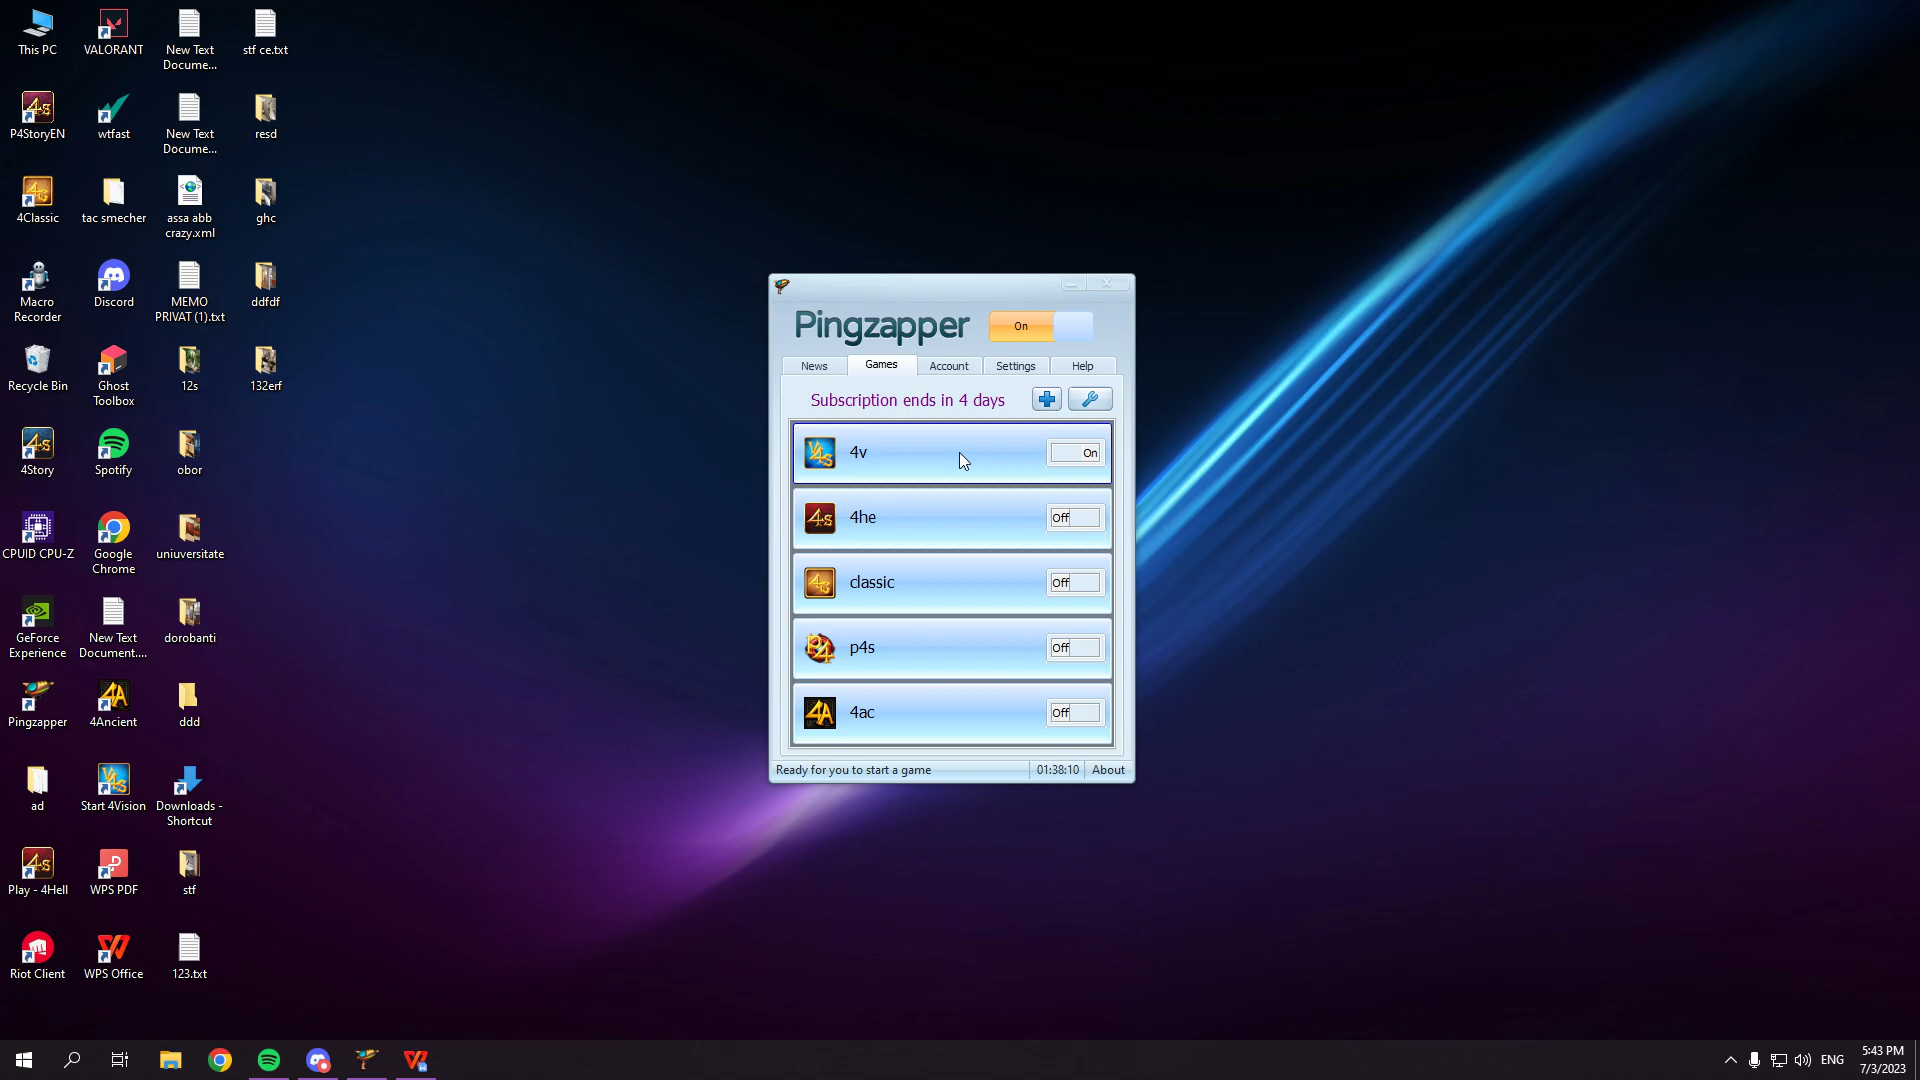 This PC
VALORANT
New Text
Docume...
stf ce.txt
P4StoryEN
wtfast
New Text
Docume...
resd
4Classic
tac smecher
assa abb
crazy.xml
ghc
Macro
Recorder
Discord
MEMO
PRIVAT (1).txt
ddfdf
Recycle Bin
Ghost
Toolbox
12s
132erf
4Story
Spotify
obor
CPUID CPU-Z
Google
Chrome
uniuversitate
GeForce
Experience
New Text
Document....
dorobanti
Pingzapper
4Ancient
ddd
ad
Start 4Vision
Downloads -
Shortcut
Play - 4Hell
WPS PDF
stf
Riot Client
WPS Office
123.txt
Pingzapper
On
News
Games
Account
Settings
Help
Subscription ends in 4 days
4v
On
4he
Off
classic
Off
p4s
Off
4ac
Off
Ready for you to start a game
01:38:10
About
ENG
5:43 PM
7/3/2023